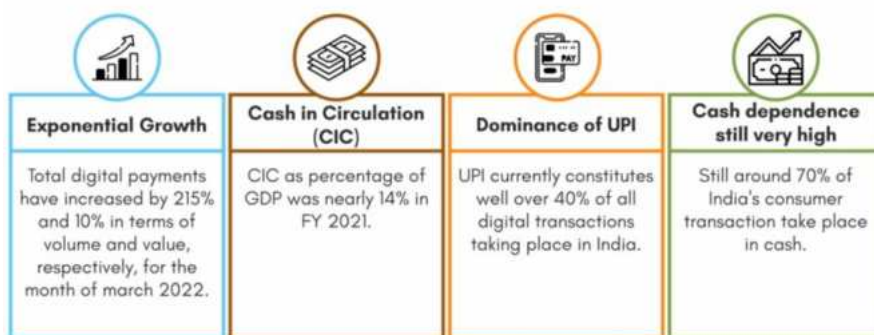 PAY
Exponential Growth
Total digital payments
have increased by 215%
and 10% in terms of
volume and value,
respectively, for the
month of march 2022.
Cash in Circulation
(CIC)
CIC as percentage of
GDP was nearly 14% in
FY 2021.
Dominance of UPI
UPI currently constitutes
well over 40% of all
digital transactions
taking place in India.
Cash dependence
still very high
Still around 70% of
India's consumer
transaction take place
in cash.